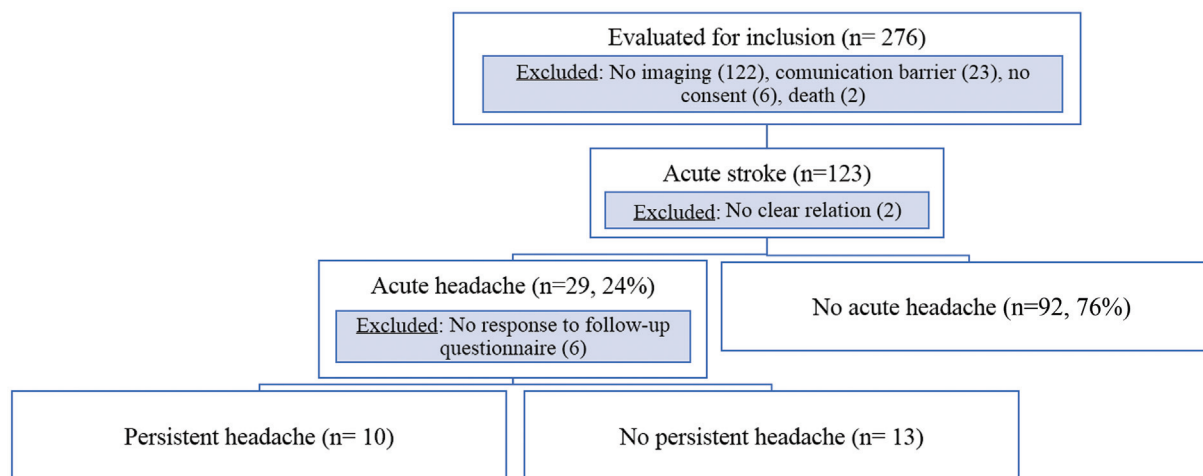 Evaluated for inclusion (n= 276)
Excluded: No imaging (122), comunication barrier (23), no
consent (6), death (2)
Acute stroke (n=123)
Excluded: No clear relation (2)
Acute headache (n=29, 24%)
Excluded: No response to follow-up
questionnaire (6)
No acute headache (n=92, 76%)
Persistent headache (n= 10)
No persistent headache (n= 13)